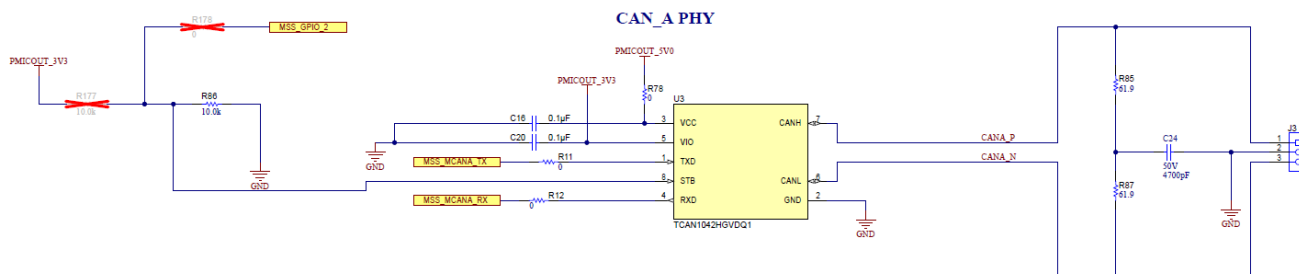 CAN_A PHY
R178
0
MSS_GPIO_2
PMICOUT_5V0
PMICOUT_3V3
PMICOUT_3V3
R177
10.0k
R86
10.0k
GND
R78
0
U3
C16 0.1µF
C20 0.1µF
GND
3 VCC CANH 7
5 VIO
1 TXD
8 STB CANL 6
4 RXD GND 2
MSS_MCANA_TX
R11
0
MSS_MCANA_RX
R12
0
TCAN1042HGVDQ1
GND
CANA_P
CANA_N
R85
61.9
C24
50V
4700pF
R87
61.9
GND
J3
1
2
3